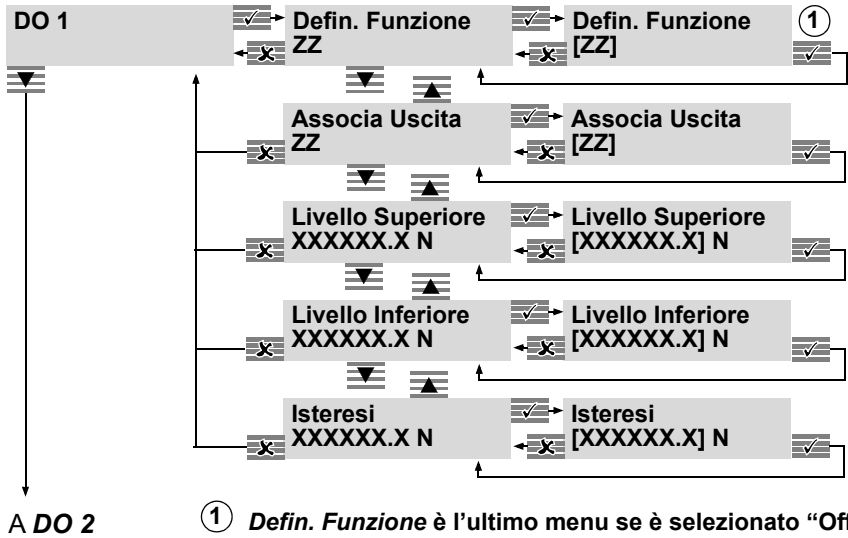 DO 1
Defin. Funzione
ZZ
Defin. Funzione
[ZZ]
1
Associa Uscita
ZZ
Associa Uscita
[ZZ]
Livello Superiore
XXXXXX.X N
Livello Superiore
[XXXXXX.X] N
Livello Inferiore
XXXXXX.X N
Livello Inferiore
[XXXXXX.X] N
Isteresi
XXXXXX.X N
Isteresi
[XXXXXX.X] N
A DO 2
1 Defin. Funzione è l'ultimo menu se è selezionato “Off